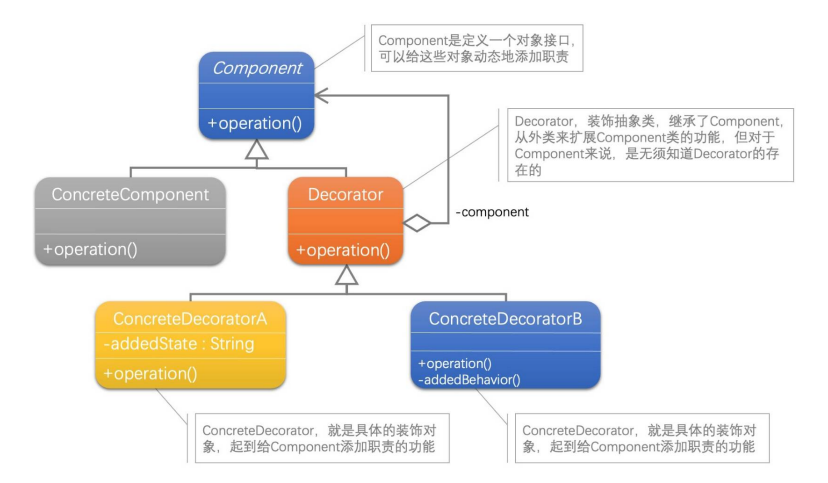 Component是定义一个对象接口，
可以给这些对象动态地添加职责
Component
+operation()
Decorator，装饰抽象类，继承了Component，
从外类来扩展Component类的功能，但对于
Component来说，是无须知道Decorator的存
在的
ConcreteComponent
+operation()
Decorator
+operation()
-component
ConcreteDecoratorA
-addedState : String
+operation()
ConcreteDecoratorB
+operation()
-addedBehavior()
ConcreteDecorator，就是具体的装饰对
象，起到给Component添加职责的功能
ConcreteDecorator，就是具体的装饰对
象，起到给Component添加职责的功能